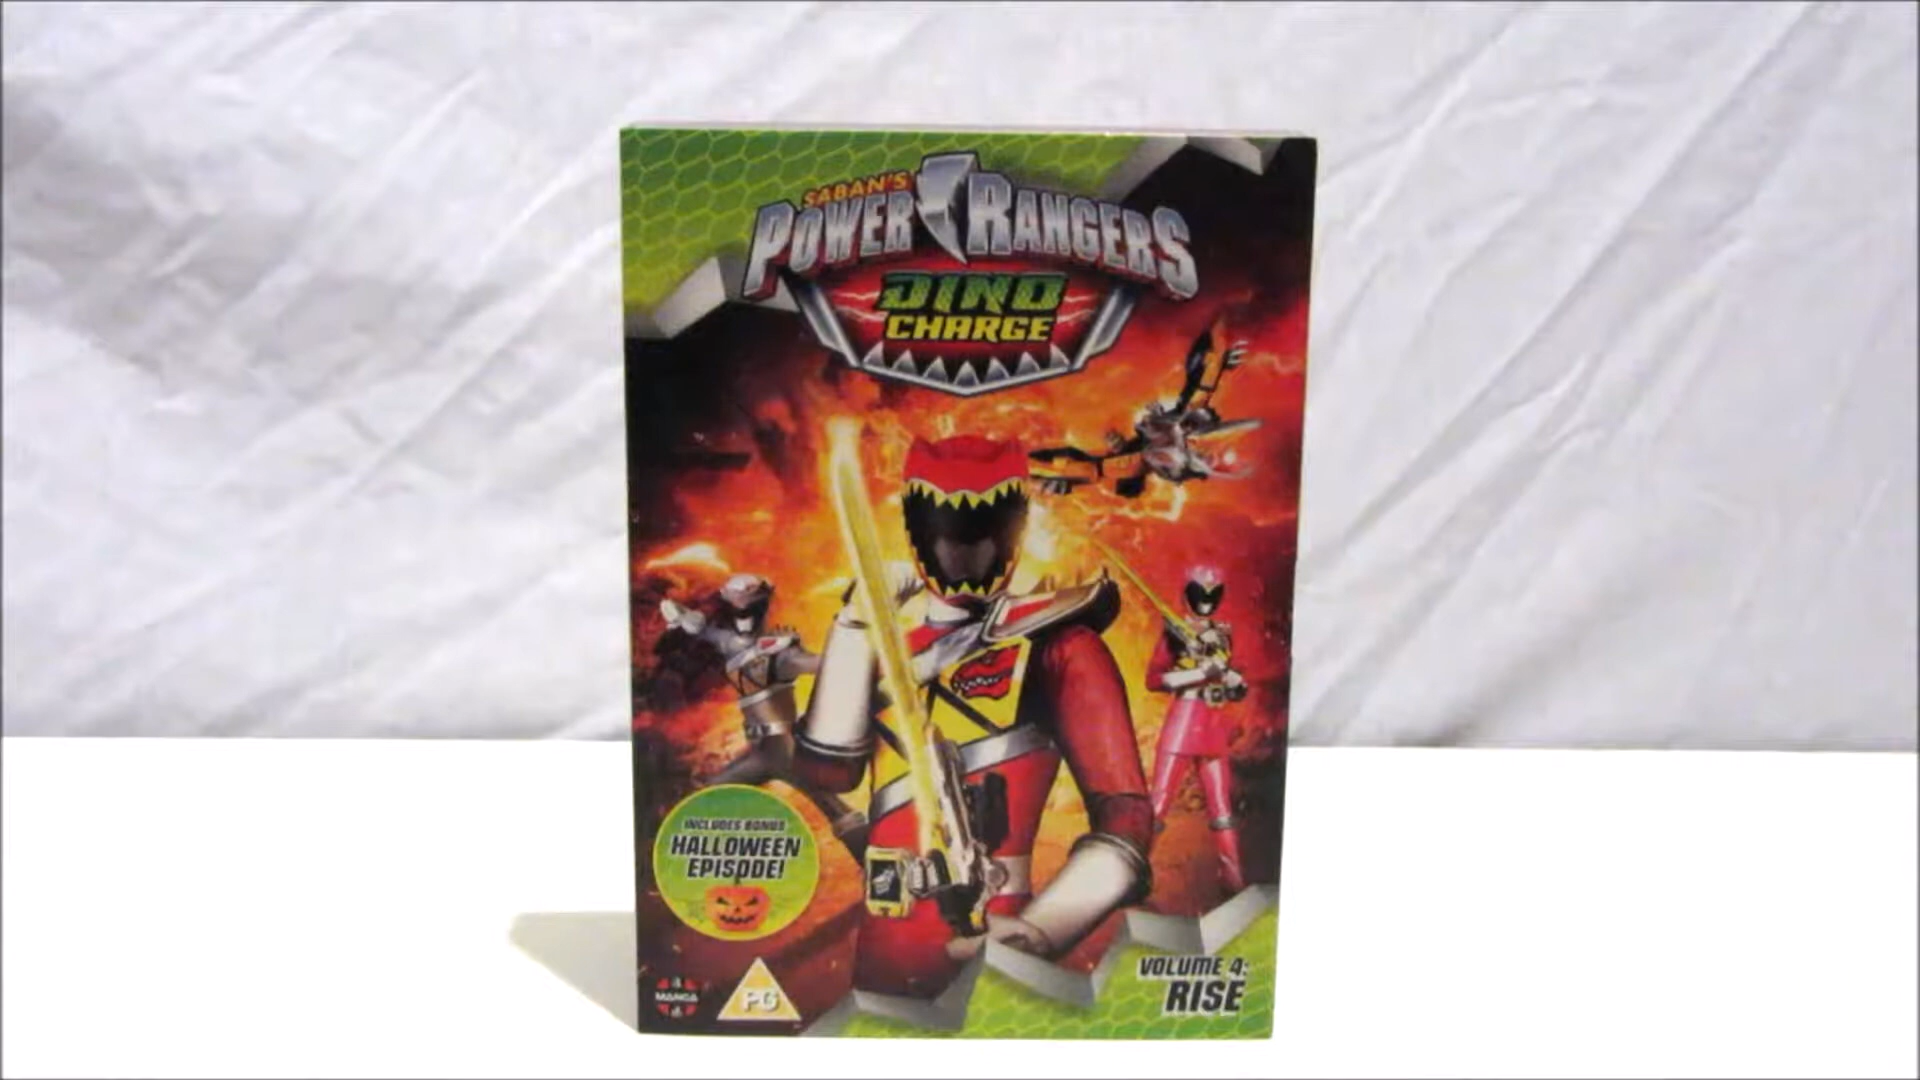 SABAN'S
POWER RANGERS
DINO
CHARGE
INCLUDES BONUS
HALLOWEEN
EPISODE!
MANGA
PG
VOLUME 4:
RISE